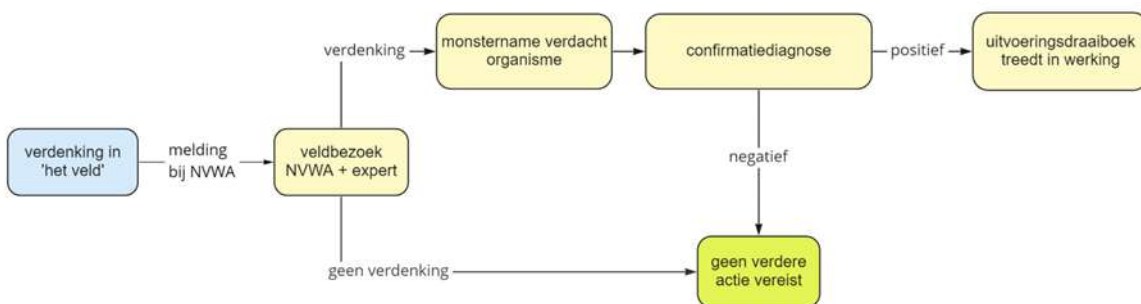 verdenking
monstername verdacht
organisme
confirmatiediagnose
positief
uitvoeringsdraaiboek
treedt in werking
verdenking in
'het veld'
melding
bij NVWA
veldbezoek
NVWA + expert
negatief
geen verdenking
geen verdere
actie vereist